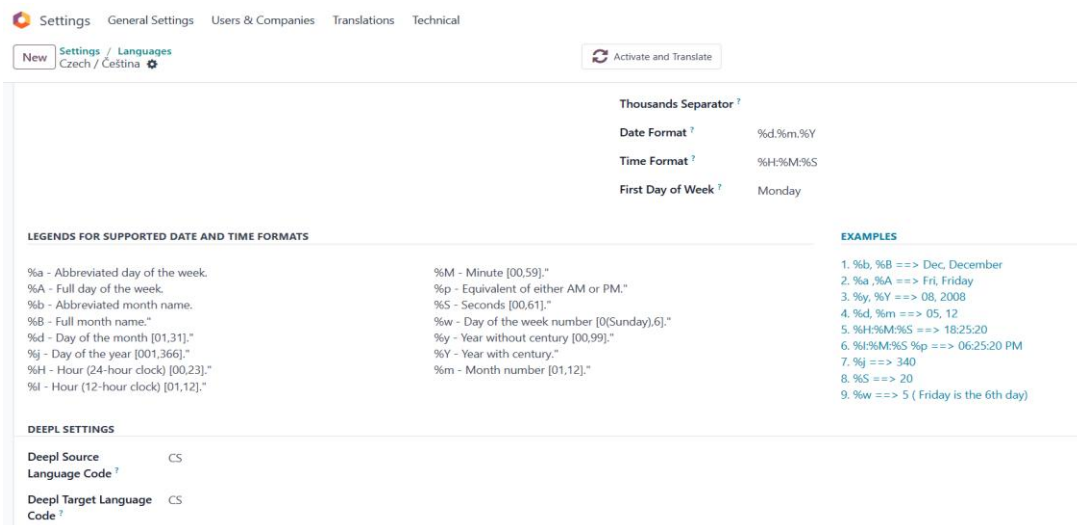 Settings General Settings Users & Companies Translations Technical
New Settings / Languages
Czech / Čeština
Activate and Translate
Thousands Separator ?
Date Format ? %d.%m.%Y
Time Format ? %H:%M:%S
First Day of Week ? Monday
LEGENDS FOR SUPPORTED DATE AND TIME FORMATS
%a - Abbreviated day of the week.
%A - Full day of the week.
%b - Abbreviated month name.
%B - Full month name."
%d - Day of the month [01,31]."
%j - Day of the year [001,366]."
%H - Hour (24-hour clock) [00,23]."
%I - Hour (12-hour clock) [01,12]."
%M - Minute [00,59]."
%p - Equivalent of either AM or PM."
%S - Seconds [00,61]."
%w - Day of the week number [0(Sunday),6]."
%y - Year without century [00,99]."
%Y - Year with century."
%m - Month number [01,12]."
EXAMPLES
1. %b, %B ==> Dec, December
2. %a ,%A ==> Fri, Friday
3. %y, %Y ==> 08, 2008
4. %d, %m ==> 05, 12
5. %H:%M:%S ==> 18:25:20
6. %I:%M:%S %p ==> 06:25:20 PM
7. %j ==> 340
8. %S ==> 20
9. %w ==> 5 ( Friday is the 6th day)
DEEPL SETTINGS
Deepl Source CS
Language Code ?
Deepl Target Language CS
Code ?